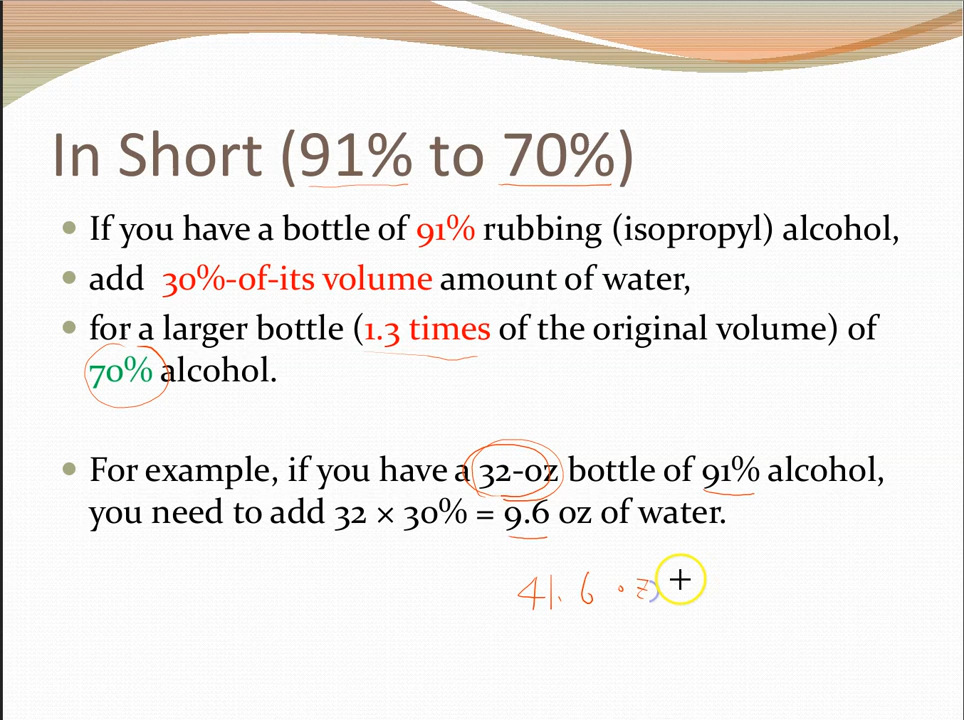 In Short (91% to 70%)
If you have a bottle of 91% rubbing (isopropyl) alcohol,
add 30%-of-its volume amount of water,
for a larger bottle (1.3 times of the original volume) of
70% alcohol.
For example, if you have a 32-oz bottle of 91% alcohol,
you need to add 32 × 30% = 9.6 oz of water.
41.6 oz